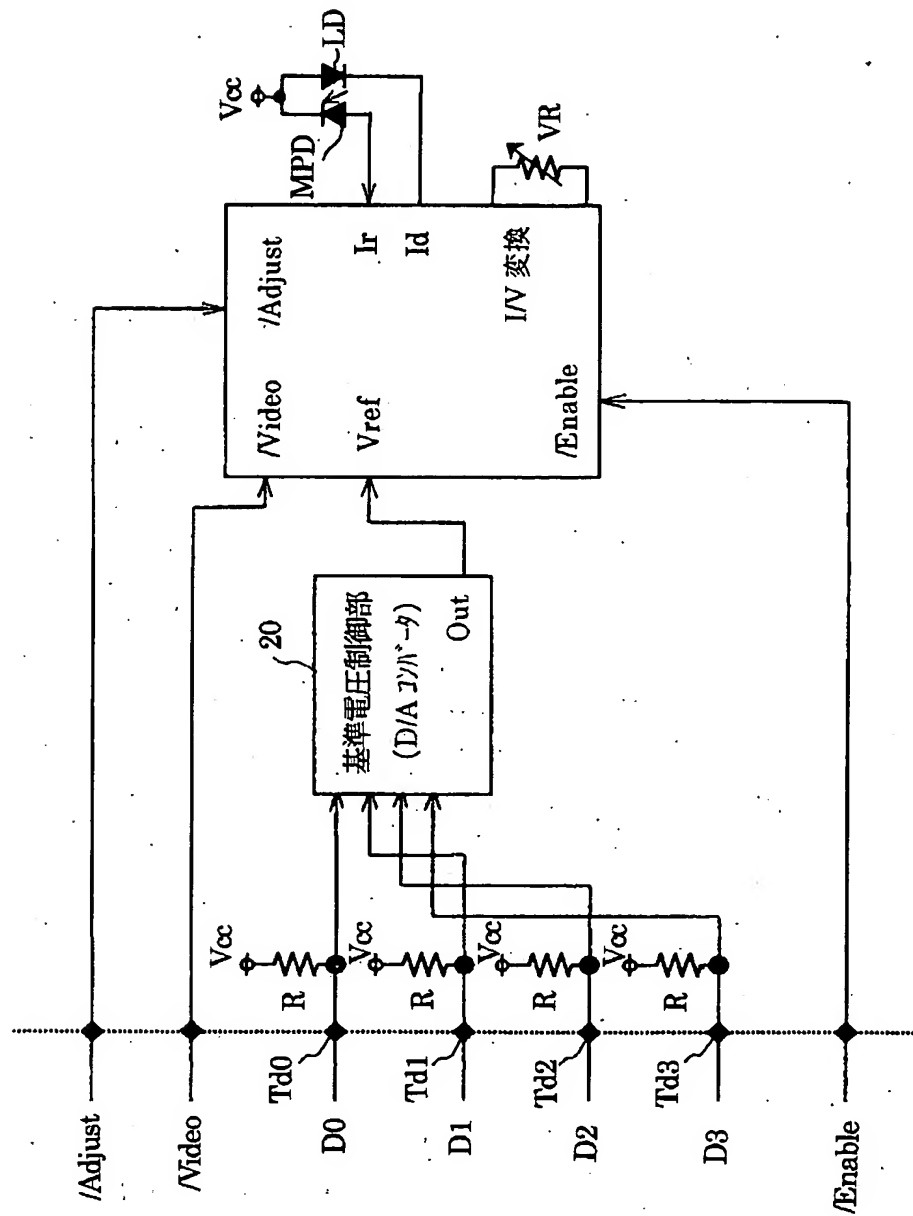 /Adjust
/Video
D0
D1
D2
D3
/Enable
Td0
Td1
Td2
Td3
Vcc
R
Vcc
R
Vcc
R
Vcc
R
20
基準電圧制御部
(D/A コンバータ)
Out
/Video
/Adjust
Vref
Ir
Id
/Enable
I/V 変換
Vcc
MPD
LD
VR